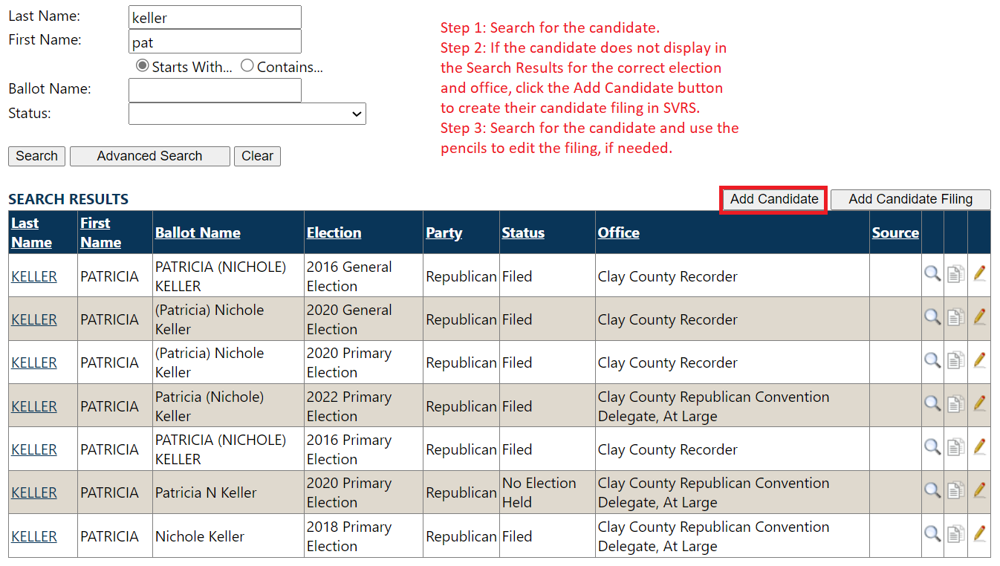 Last Name: keller
First Name: pat
Starts With... Contains...
Ballot Name:
Status:
Search Advanced Search Clear
Step 1: Search for the candidate.
Step 2: If the candidate does not display in
the Search Results for the correct election
and office, click the Add Candidate button
to create their candidate filing in SVRS.
Step 3: Search for the candidate and use the
pencils to edit the filing, if needed.
SEARCH RESULTS Add Candidate Add Candidate Filing
Last Name First Name Ballot Name Election Party Status Office Source
KELLER PATRICIA PATRICIA (NICHOLE) KELLER 2016 General Election Republican Filed Clay County Recorder
KELLER PATRICIA (Patricia) Nichole Keller 2020 General Election Republican Filed Clay County Recorder
KELLER PATRICIA (Patricia) Nichole Keller 2020 Primary Election Republican Filed Clay County Recorder
KELLER PATRICIA Patricia (Nichole) Keller 2022 Primary Election Republican Filed Clay County Republican Convention Delegate, At Large
KELLER PATRICIA PATRICIA (NICHOLE) KELLER 2016 Primary Election Republican Filed Clay County Recorder
KELLER PATRICIA Patricia N Keller 2020 Primary Election Republican No Election Held Clay County Republican Convention Delegate, At Large
KELLER PATRICIA Nichole Keller 2018 Primary Election Republican Filed Clay County Republican Convention Delegate, At Large